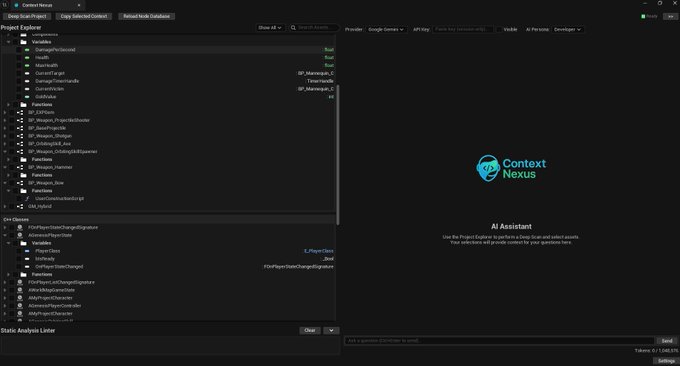 Context Nexus
Deep Scan Project
Copy Selected Context
Reload Node Database
Ready
>>
Project Explorer
Show All
Search Assets...
Provider:
Google Gemini
API Key:
Paste key (session-only)...
Visible
AI Persona:
Developer
Components
Variables
DamagePerSecond
float
Health
float
MaxHealth
float
CurrentTarget
BP_Mannequin_C
DamageTimerHandle
TimerHandle
CurrentVictim
BP_Mannequin_C
GoldValue
int
Functions
BP_EXPGem
BP_Weapon_ProjectileShooter
BP_BaseProjectile
BP_Weapon_Shotgun
BP_OrbitingSkill_Axe
BP_Weapon_OrbitingSkillSpawner
Functions
BP_Weapon_Hammer
Functions
BP_Weapon_Bow
Functions
UserConstructionScript
GM_Hybrid
C++ Classes
FOnPlayerStateChangedSignature
AGenesisPlayerState
Variables
PlayerClass
E_PlayerClass
bIsReady
_Bool
OnPlayerStateChanged
FOnPlayerStateChangedSignature
Functions
FOnPlayerListChangedSignature
AWorldMapGameState
AMyProjectCharacter
AGenesisPlayerController
AMyProjectCharacter
Context
Nexus
AI Assistant
Use the Project Explorer to perform a Deep Scan and select assets.
Your selections will provide context for your questions here.
Static Analysis Linter
Clear
Ask a question (Ctrl+Enter to send)...
Send
Tokens: 0 / 1,048,576
Settings